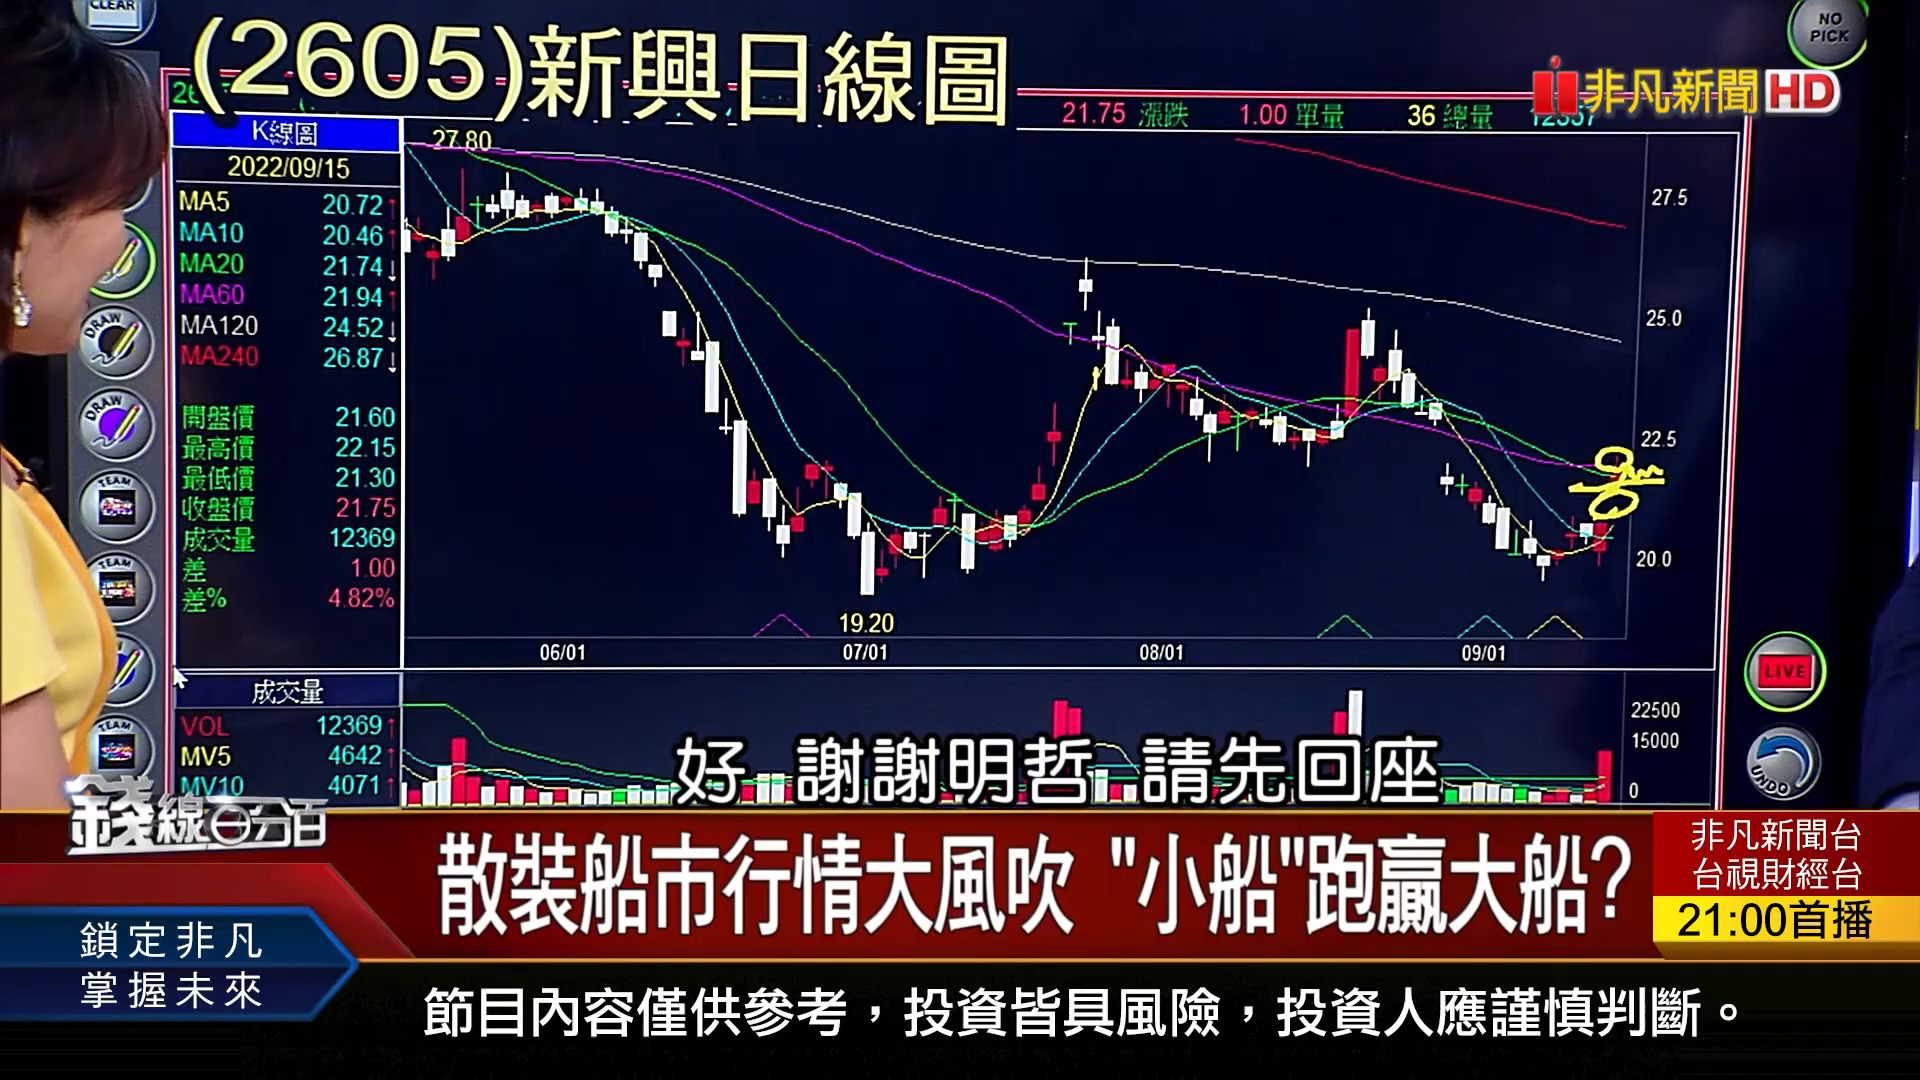 CLEAR
(2605)新興日線圖
NO
PICK
非凡新聞HD
21.75 漲跌 1.00 單量 36 總量
K線圖
27.80
2022/09/15
MA5 20.72↑
MA10 20.46↑
MA20 21.74↓
MA60 21.94↑
MA120 24.52↓
MA240 26.87↓
開盤價 21.60
最高價 22.15
最低價 21.30
收盤價 21.75
成交量 12369
差 1.00
差% 4.82%
27.5
25.0
22.5
20.0
19.20
06/01 07/01 08/01 09/01
DRAW
DRAW
TEAM
TEAM
TEAM
LIVE
UNDO
成交量
VOL 12369↑
MV5 4642↑
MV10 4071↑
22500
15000
0
好 謝謝明哲 請先回座
錢線百分百
散裝船市行情大風吹 "小船"跑贏大船?
非凡新聞台
台視財經台
21:00首播
鎖定非凡
掌握未來
節目內容僅供參考，投資皆具風險，投資人應謹慎判斷。